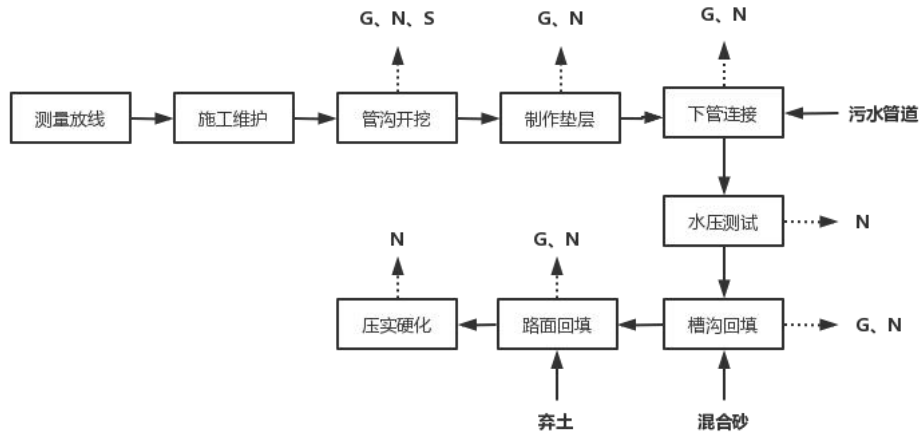 G、N、S
G、N
G、N
测量放线
施工维护
管沟开挖
制作垫层
下管连接
污水管道
水压测试
N
N
G、N
压实硬化
路面回填
槽沟回填
G、N
弃土
混合砂